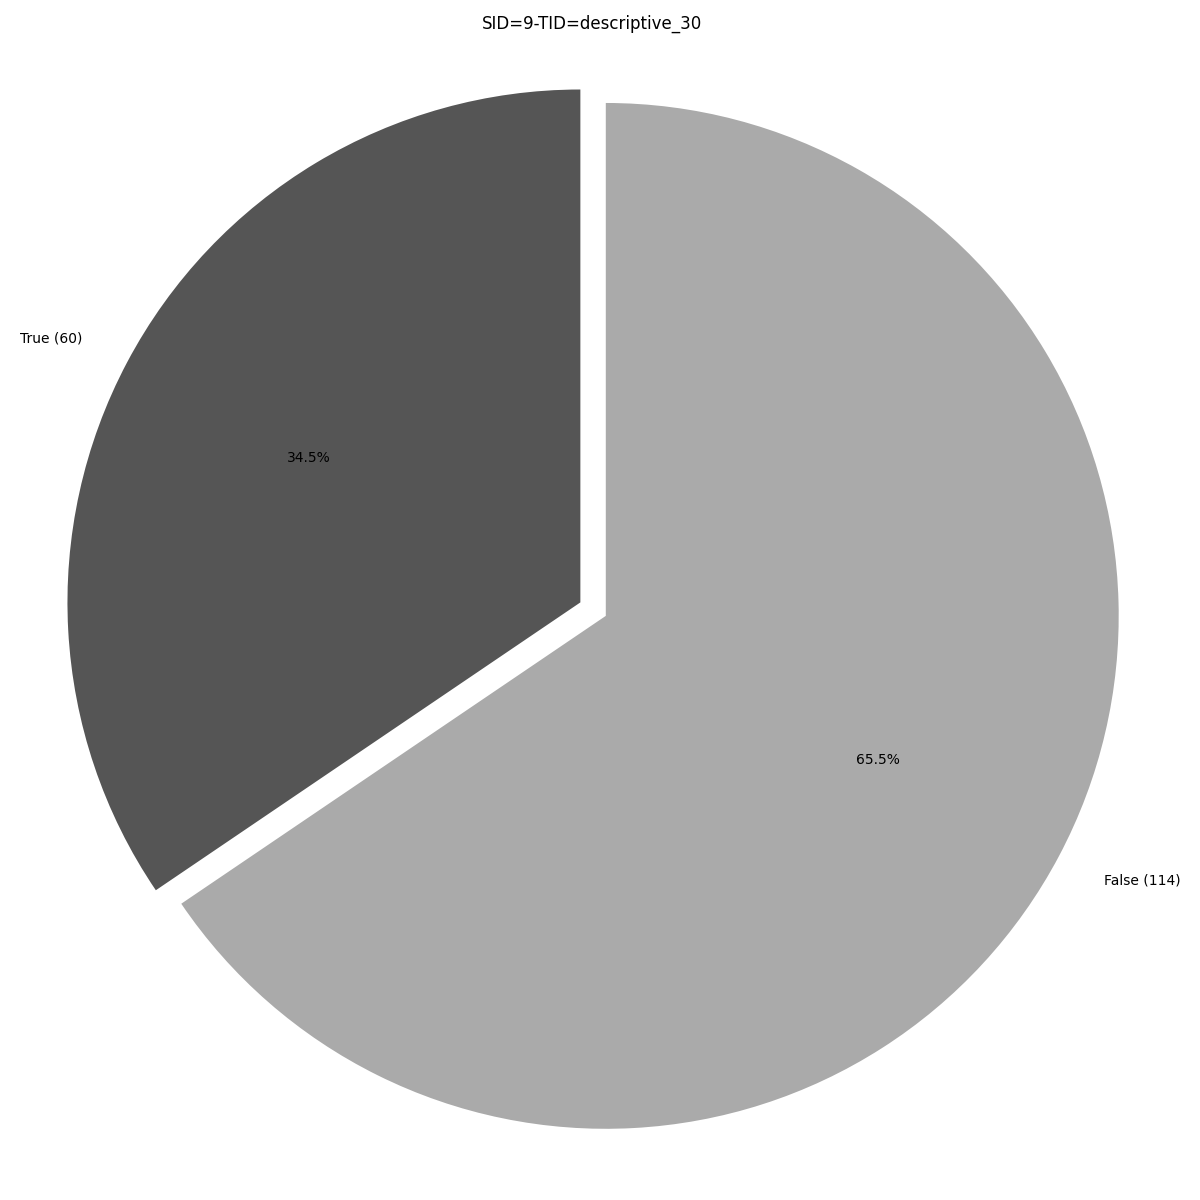 SID=9-TID=descriptive_30
True (60)
34.5%
65.5%
False (114)